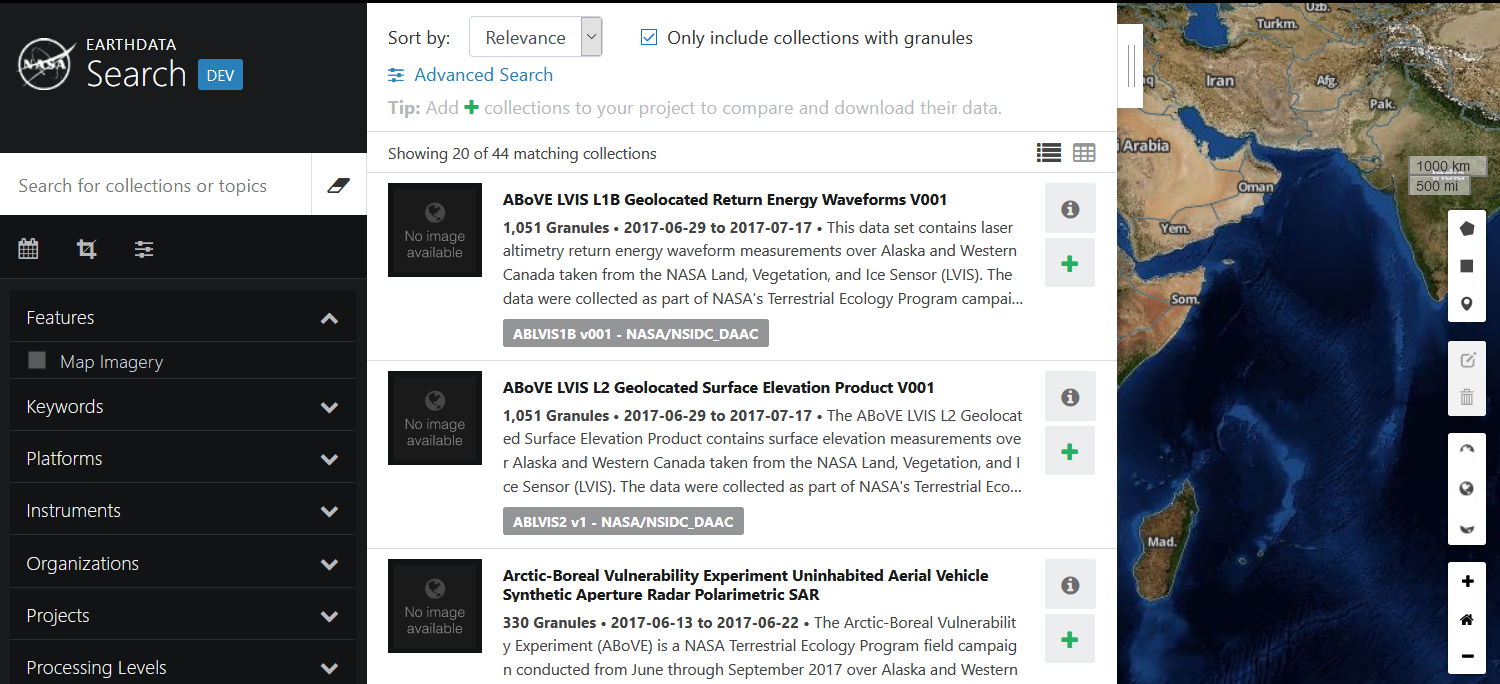 NASA
EARTHDATA
Search DEV
Search for collections or topics
Features
Map Imagery
Keywords
Platforms
Instruments
Organizations
Projects
Processing Levels
Sort by: Relevance Only include collections with granules
Advanced Search
Tip: Add + collections to your project to compare and download their data.
Showing 20 of 44 matching collections
No image
available
ABoVE LVIS L1B Geolocated Return Energy Waveforms V001
1,051 Granules • 2017-06-29 to 2017-07-17 • This data set contains laser
altimetry return energy waveform measurements over Alaska and Western
Canada taken from the NASA Land, Vegetation, and Ice Sensor (LVIS). The
data were collected as part of NASA's Terrestrial Ecology Program campai...
ABLVIS1B v001 - NASA/NSIDC_DAAC
No image
available
ABoVE LVIS L2 Geolocated Surface Elevation Product V001
1,051 Granules • 2017-06-29 to 2017-07-17 • The ABoVE LVIS L2 Geolocat
ed Surface Elevation Product contains surface elevation measurements ove
r Alaska and Western Canada taken from the NASA Land, Vegetation, and I
ce Sensor (LVIS). The data were collected as part of NASA's Terrestrial Eco...
ABLVIS2 v1 - NASA/NSIDC_DAAC
No image
available
Arctic-Boreal Vulnerability Experiment Uninhabited Aerial Vehicle
Synthetic Aperture Radar Polarimetric SAR
330 Granules • 2017-06-13 to 2017-06-22 • The Arctic-Boreal Vulnerabilit
y Experiment (ABoVE) is a NASA Terrestrial Ecology Program field campaig
n conducted from June through September 2017 over Alaska and Western
Uzb.
Turkm.
Iran
Afg.
Pak.
Arabia
1000 km
India
500 mi
Oman
Yem.
Som.
Mad.